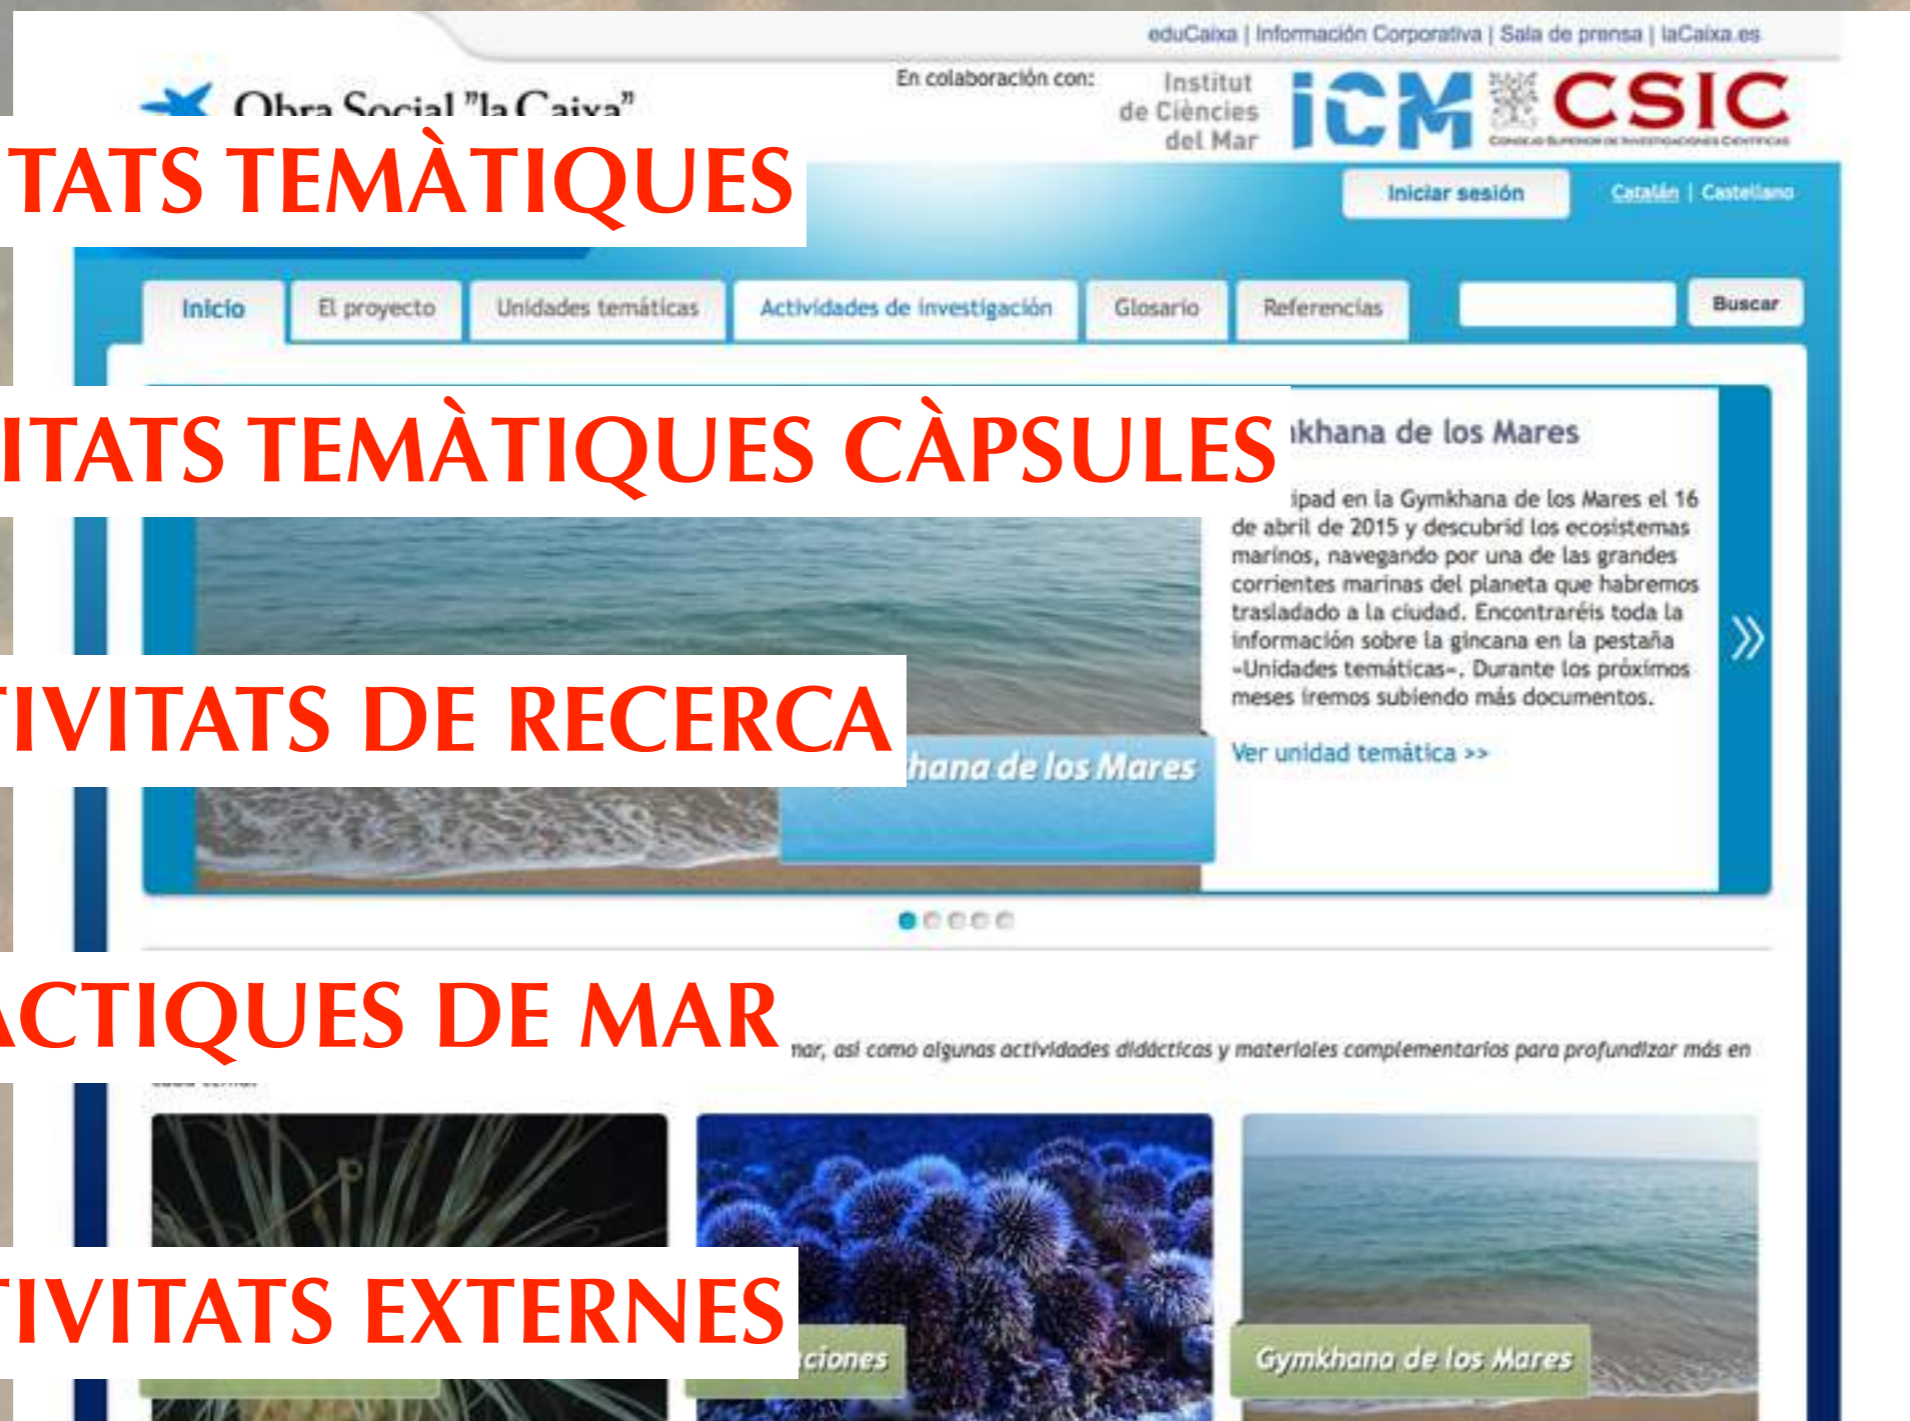 eduCaixa | Información Corporativa | Sala de prensa | laCaixa.es
Obra Social "la Caixa"
En colaboración con:
Institut
de Ciències
del Mar
iCM
CSIC
CONSEJO SUPERIOR DE INVESTIGACIONES CIENTÍFICAS
TATS TEMÀTIQUES
Iniciar sesión
Catalán | Castellano
Inicio
El proyecto
Unidades temáticas
Actividades de investigación
Glosario
Referencias
Buscar
ITATS TEMÀTIQUES CÀPSULES
khana de los Mares
ipad en la Gymkhana de los Mares el 16
de abril de 2015 y descubrid los ecosistemas
marinos, navegando por una de las grandes
corrientes marinas del planeta que habremos
trasladado a la ciudad. Encontraréis toda la
información sobre la gincana en la pestaña
«Unidades temáticas». Durante los próximos
meses iremos subiendo más documentos.
Ver unidad temática >>
TIVITATS DE RECERCA
hana de los Mares
ACTIQUES DE MAR
mar, así como algunas actividades didácticas y materiales complementarios para profundizar más en
TIVITATS EXTERNES
ciones
Gymkhana de los Mares